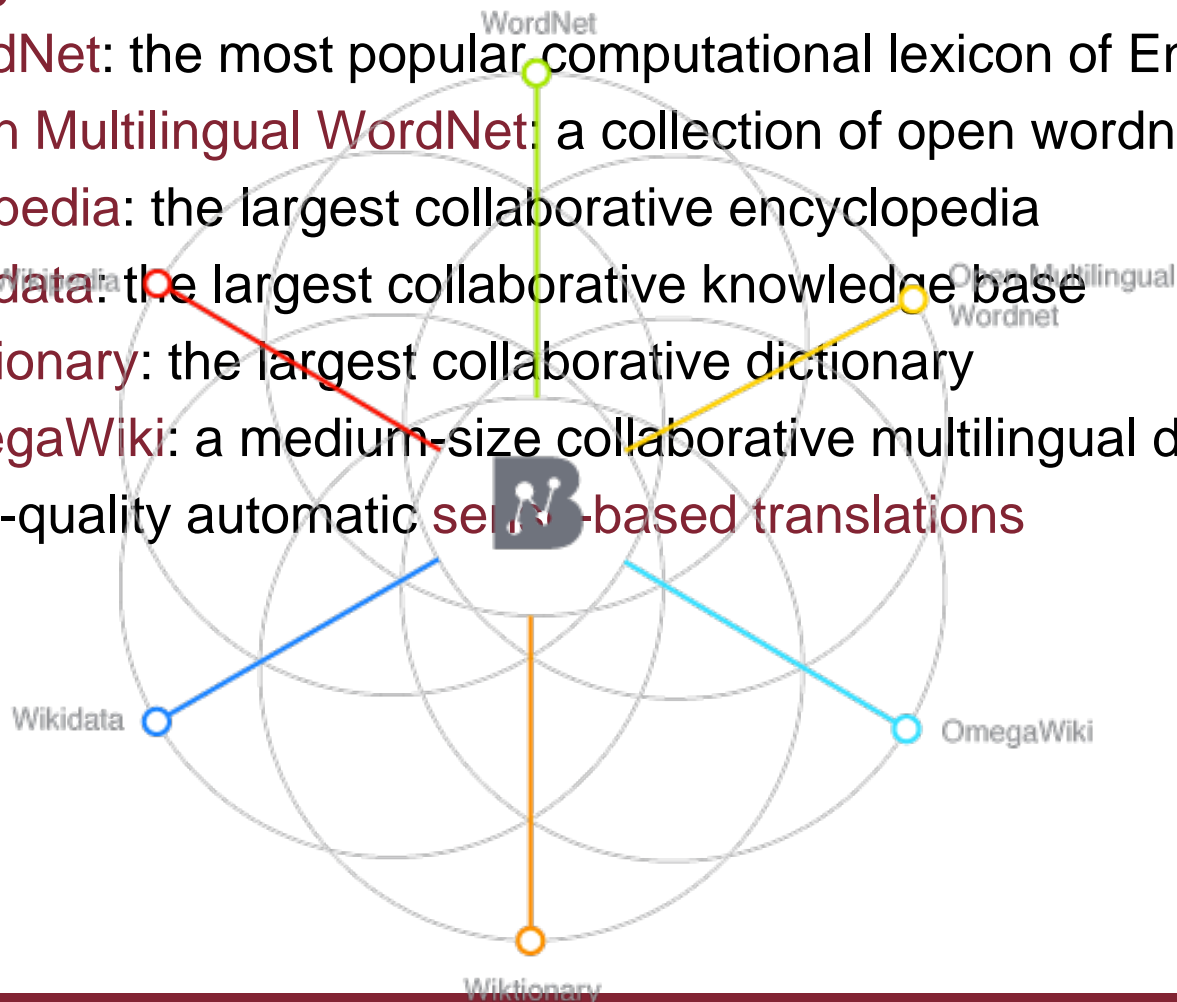 WordNet
dNet: the most popular computational lexicon of En
n Multilingual WordNet: a collection of open wordn
pedia: the largest collaborative encyclopedia
Wikipedia
data: the largest collaborative knowledge base
Open Multilingual
Wordnet
ionary: the largest collaborative dictionary
egaWiki: a medium-size collaborative multilingual d
-quality automatic -based translations
Wikidata
OmegaWiki
Wiktionary